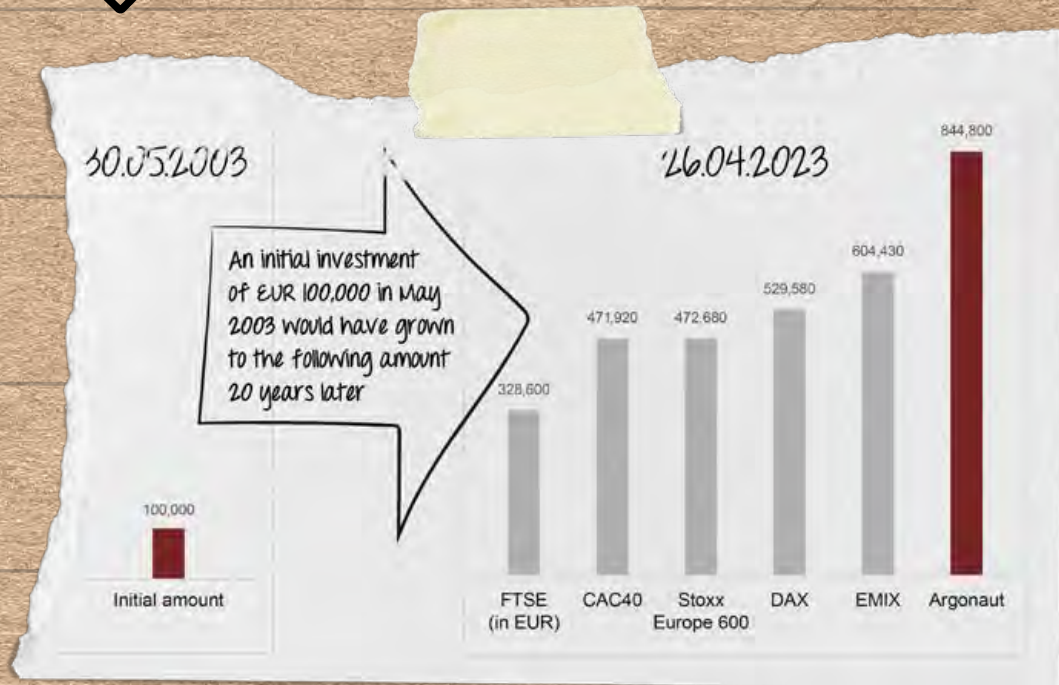 30.05.2003
26.04.2023
An initial investment
of EUR 100,000 in May
2003 would have grown
to the following amount
20 years later
100,000
Initial amount
328,600
471,920
472,680
529,580
604,430
844,800
FTSE
(in EUR)
CAC40
Stoxx
Europe 600
DAX
EMIX
Argonaut